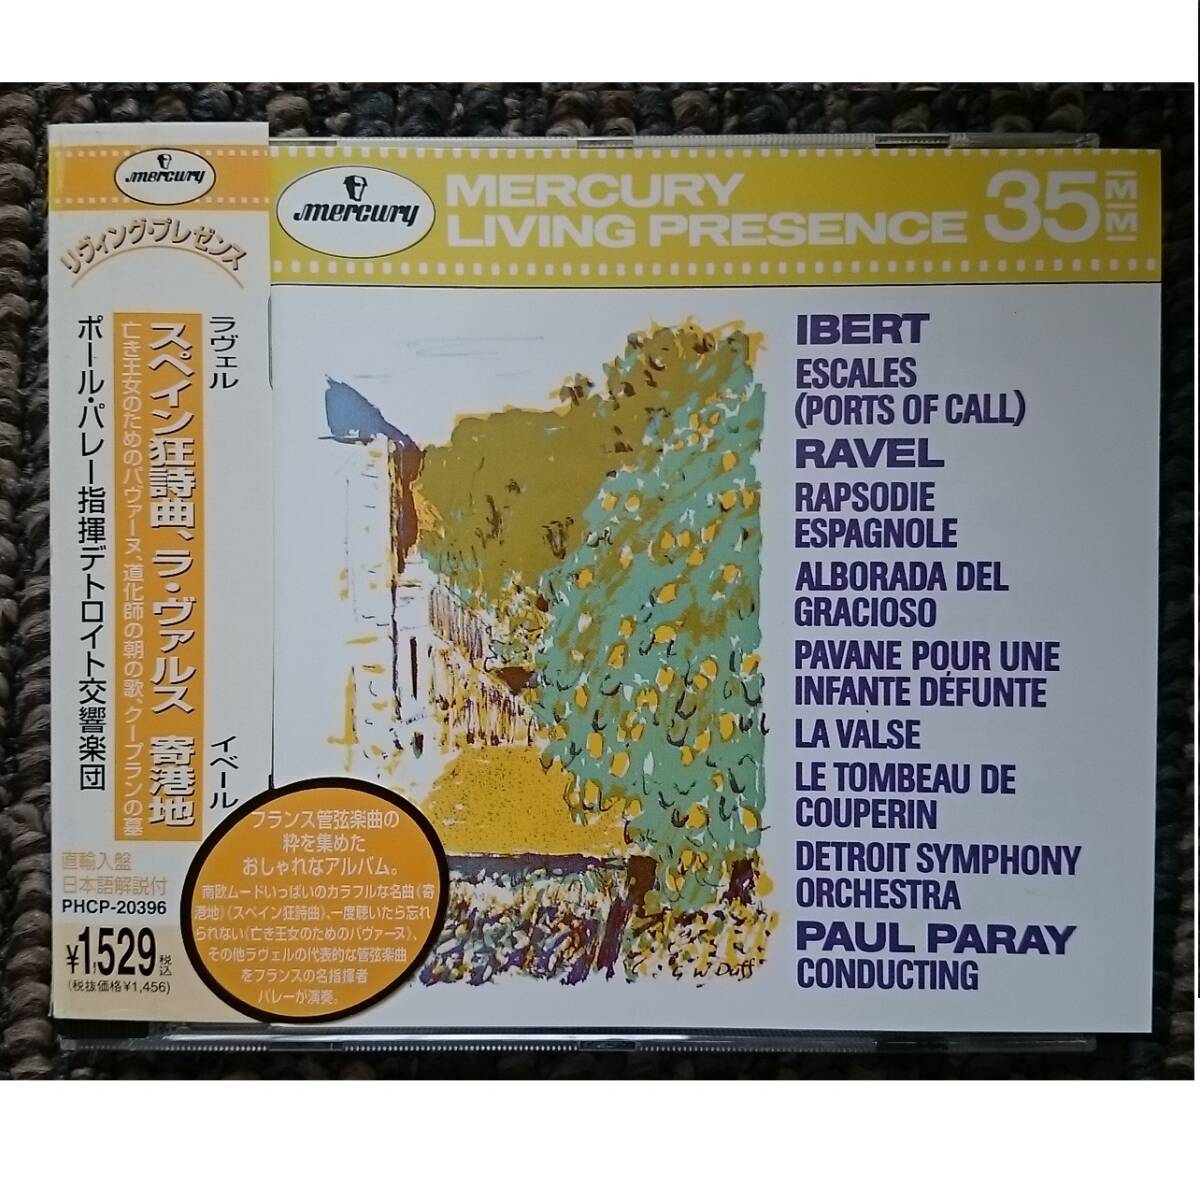 mercury
リヴィング・プレゼンス
ラヴェル
スペイン狂詩曲、ラ・ヴァルス 寄港地
イベール
亡き王女のためのパヴァーヌ、道化師の朝の歌、クープランの墓
ポール・パレー指揮デトロイト交響楽団
直輸入盤
日本語解説付
PHCP-20396
¥1,529 税込
(税抜価格¥1,456)
フランス管弦楽曲の
粋を集めた
おしゃれなアルバム。
南欧ムードいっぱいのカラフルな名曲《寄
港地》《スペイン狂詩曲》、一度聴いたら忘れ
られない《亡き王女のためのパヴァーヌ》、
その他ラヴェルの代表的な管弦楽曲
をフランスの名指揮者
パレーが演奏。
mercury
MERCURY
LIVING PRESENCE
35MM
IBERT
ESCALES
(PORTS OF CALL)
RAVEL
RAPSODIE
ESPAGNOLE
ALBORADA DEL
GRACIOSO
PAVANE POUR UNE
INFANTE DÉFUNTE
LA VALSE
LE TOMBEAU DE
COUPERIN
DETROIT SYMPHONY
ORCHESTRA
PAUL PARAY
CONDUCTING
G W Duff